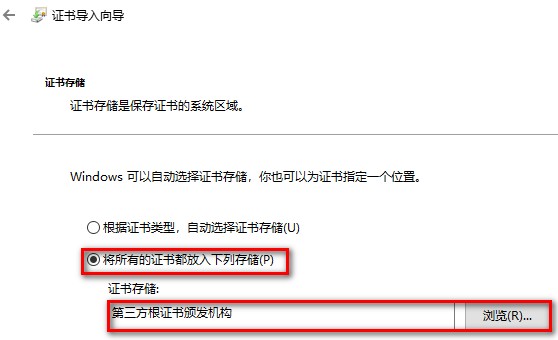 证书导入向导
证书存储
证书存储是保存证书的系统区域。
Windows 可以自动选择证书存储，你也可以为证书指定一个位置。
根据证书类型，自动选择证书存储(U)
将所有的证书都放入下列存储(P)
证书存储:
第三方根证书颁发机构 浏览(R)...